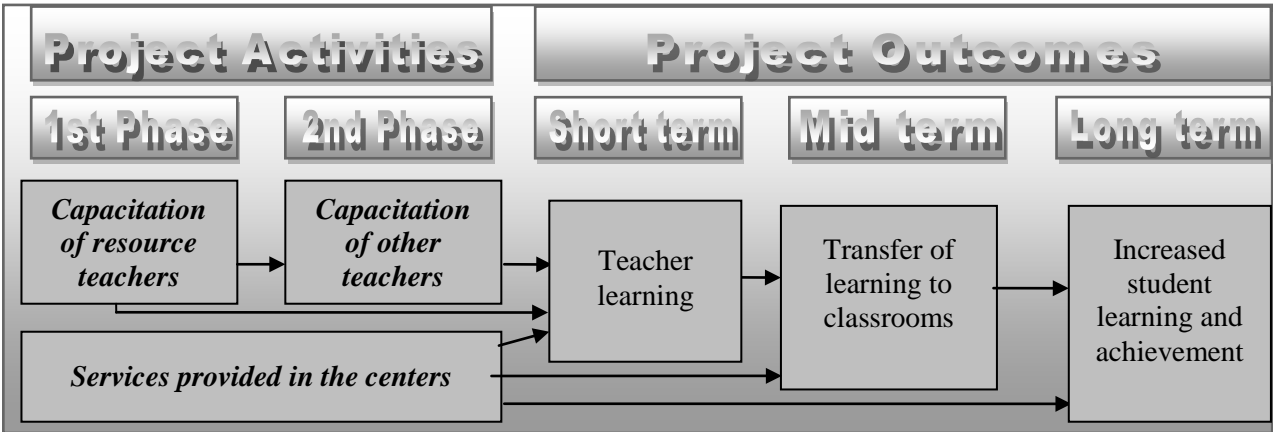 Project Activities
Project Outcomes
1st Phase
2nd Phase
Short term
Mid term
Long term
Capacitation
of resource
teachers
Capacitation
of other
teachers
Teacher
learning
Transfer of
learning to
classrooms
Increased
student
learning and
achievement
Services provided in the centers